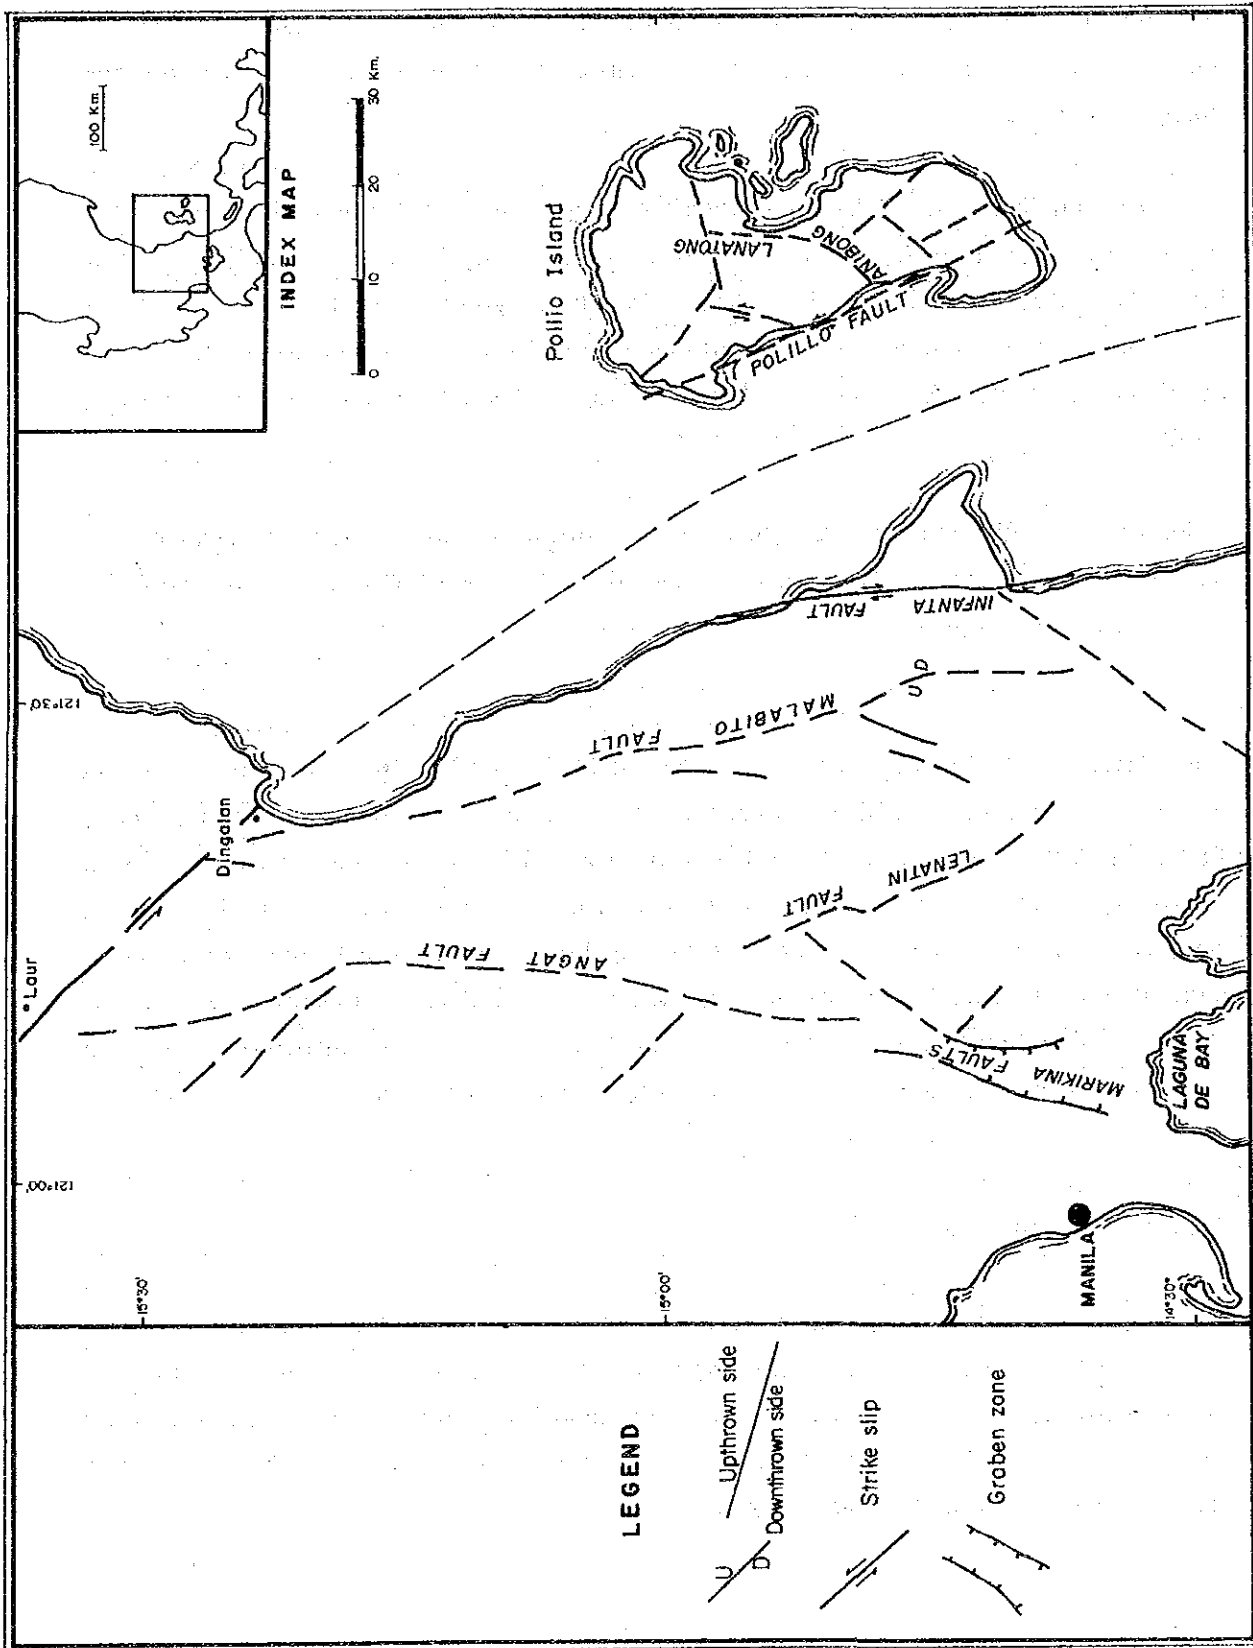 100 Km
INDEX MAP
0 10 20 30 Km.
Pollio Island
LANATONG
ANIBONG
POLILLO FAULT
121°30'
121°00'
15°30'
15°00'
14°30'
Laur
Dingalan
INFANTA FAULT
MALABITO FAULT
U
D
LENATIN FAULT
ANGAT FAULT
MARIKINA FAULTS
LAGUNA
DE BAY
MANILA
LEGEND
U Upthrown side
D Downthrown side
Strike slip
Graben zone